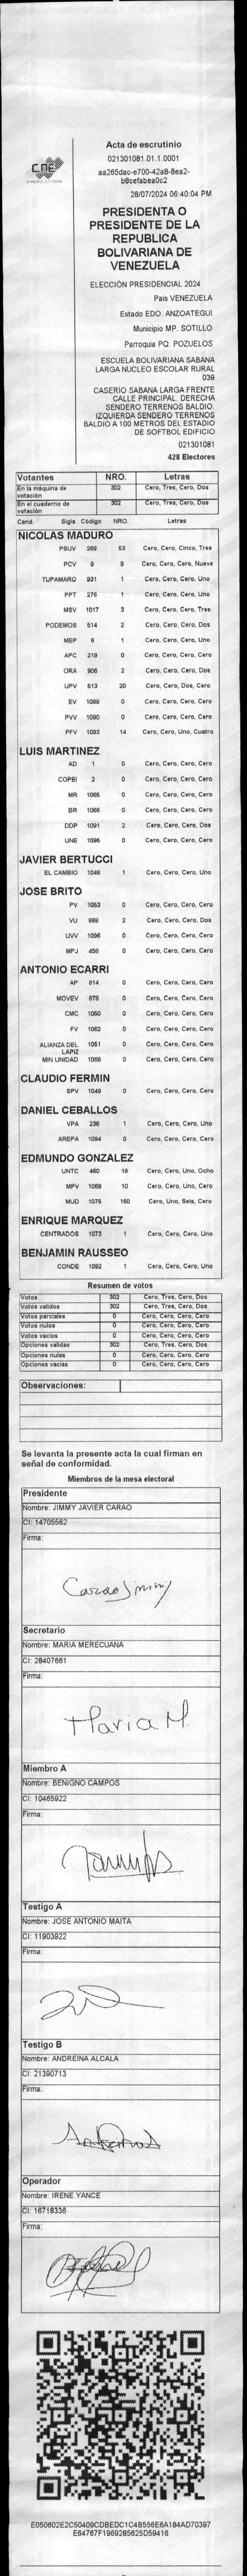 CNE
Acta de escrutinio
021301081.01.1.0001
aa265dac-e700-42a8-8ea2-
b8cefabea0c2
28/07/2024 06:40:04 PM
PRESIDENTA O
PRESIDENTE DE LA
REPUBLICA
BOLIVARIANA DE
VENEZUELA
ELECCIÓN PRESIDENCIAL 2024
Pais VENEZUELA
Estado EDO. ANZOATEGUI
Municipio MP. SOTILLO
Parroquia PQ. POZUELOS
ESCUELA BOLIVARIANA SABANA
LARGA NUCLEO ESCOLAR RURAL
039
CASERÍO SABANA LARGA FRENTE
CALLE PRINCIPAL. DERECHA
SENDERO TERRENOS BALDIO.
IZQUIERDA SENDERO TERRENOS
BALDIO A 100 METROS DEL ESTADIO
DE SOFTBOL EDIFICIO
021301081
428 Electores
Votantes NRO. Letras
En la máquina de votación 302 Cero, Tres, Cero, Dos
En el cuaderno de votación 302 Cero, Tres, Cero, Dos
Cand. Sigla Código NRO. Letras
NICOLAS MADURO
PSUV 269 53 Cero, Cero, Cinco, Tres
PCV 9 9 Cero, Cero, Cero, Nueve
TUPAMARO 931 1 Cero, Cero, Cero, Uno
PPT 276 1 Cero, Cero, Cero, Uno
MSV 1017 3 Cero, Cero, Cero, Tres
PODEMOS 514 2 Cero, Cero, Cero, Dos
MEP 6 1 Cero, Cero, Cero, Uno
APC 219 0 Cero, Cero, Cero, Cero
ORA 906 2 Cero, Cero, Cero, Dos
UPV 513 20 Cero, Cero, Dos, Cero
EV 1089 0 Cero, Cero, Cero, Cero
PVV 1090 0 Cero, Cero, Cero, Cero
PFV 1093 14 Cero, Cero, Uno, Cuatro
LUIS MARTINEZ
AD 1 0 Cero, Cero, Cero, Cero
COPEI 2 0 Cero, Cero, Cero, Cero
MR 1065 0 Cero, Cero, Cero, Cero
BR 1066 0 Cero, Cero, Cero, Cero
DDP 1091 2 Cero, Cero, Cero, Dos
UNE 1096 0 Cero, Cero, Cero, Cero
JAVIER BERTUCCI
EL CAMBIO 1048 1 Cero, Cero, Cero, Uno
JOSE BRITO
PV 1053 0 Cero, Cero, Cero, Cero
VU 868 2 Cero, Cero, Cero, Dos
UVV 1096 0 Cero, Cero, Cero, Cero
MPJ 458 0 Cero, Cero, Cero, Cero
ANTONIO ECARRI
AP 814 0 Cero, Cero, Cero, Cero
MOVEV 878 0 Cero, Cero, Cero, Cero
CMC 1050 0 Cero, Cero, Cero, Cero
FV 1062 0 Cero, Cero, Cero, Cero
ALIANZA DEL LAPIZ 1051 0 Cero, Cero, Cero, Cero
MIN UNIDAD 1068 0 Cero, Cero, Cero, Cero
CLAUDIO FERMIN
SPV 1049 0 Cero, Cero, Cero, Cero
DANIEL CEBALLOS
VPA 236 1 Cero, Cero, Cero, Uno
AREPA 1094 0 Cero, Cero, Cero, Cero
EDMUNDO GONZALEZ
UNTC 460 18 Cero, Cero, Uno, Ocho
MPV 1069 10 Cero, Cero, Uno, Cero
MUD 1075 160 Cero, Uno, Seis, Cero
ENRIQUE MARQUEZ
CENTRADOS 1073 1 Cero, Cero, Cero, Uno
BENJAMIN RAUSSEO
CONDE 1092 1 Cero, Cero, Cero, Uno
Resumen de votos
Votos 302 Cero, Tres, Cero, Dos
Votos validos 302 Cero, Tres, Cero, Dos
Votos parciales 0 Cero, Cero, Cero, Cero
Votos nulos 0 Cero, Cero, Cero, Cero
Votos vacios 0 Cero, Cero, Cero, Cero
Opciones validas 302 Cero, Tres, Cero, Dos
Opciones nulas 0 Cero, Cero, Cero, Cero
Opciones vacias 0 Cero, Cero, Cero, Cero
Observaciones:
Se levanta la presente acta la cual firman en
señal de conformidad.
Miembros de la mesa electoral
Presidente
Nombre: JIMMY JAVIER CARAO
CI: 14705562
Firma:
Carao Jimmy
Secretario
Nombre: MARIA MERECUANA
CI: 28407661
Firma:
Maria M
Miembro A
Nombre: BENIGNO CAMPOS
CI: 10465922
Firma:
Testigo A
Nombre: JOSE ANTONIO MAITA
CI: 11903922
Firma:
Testigo B
Nombre: ANDREINA ALCALA
CI: 21390713
Firma:
Operador
Nombre: IRENE YANCE
CI: 16718336
Firma:
E050602E2C50409CDBEDC1C4B556E6A184AD70397
E64767F1969285625D59416